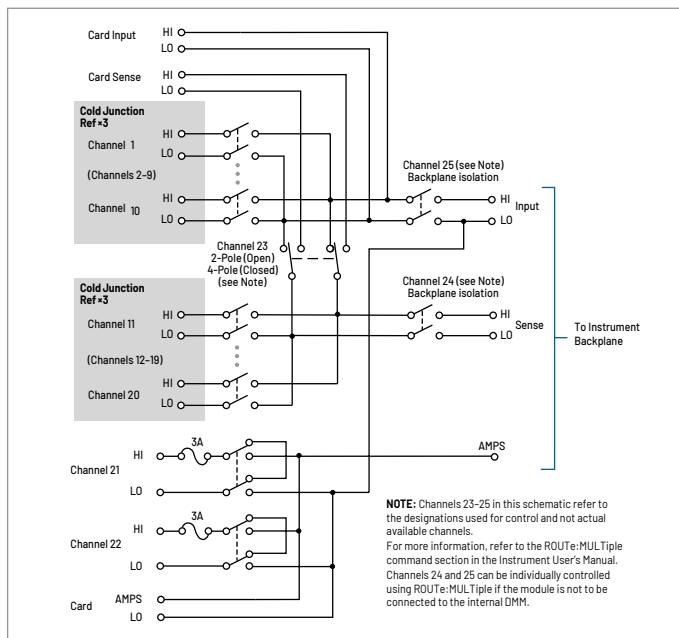 Card Input
HI
LO
Card Sense
HI
LO
Cold Junction
Ref ×3
HI
Channel 1
LO
(Channels 2–9)
HI
Channel 10
LO
Channel 25 (see Note)
Backplane isolation
HI
Input
LO
Channel 23
2-Pole (Open)
4-Pole (Closed)
(see Note)
Cold Junction
Ref ×3
HI
Channel 11
LO
(Channels 12–19)
HI
Channel 20
LO
Channel 24 (see Note)
Backplane isolation
HI
Sense
LO
To Instrument
Backplane
AMPS
3A
HI
Channel 21
LO
3A
HI
Channel 22
LO
AMPS
Card
LO
NOTE: Channels 23–25 in this schematic refer to
the designations used for control and not actual
available channels.
For more information, refer to the ROUTe:MULTiple
command section in the Instrument User's Manual.
Channels 24 and 25 can be individually controlled
using ROUTe:MULTiple if the module is not to be
connected to the internal DMM.